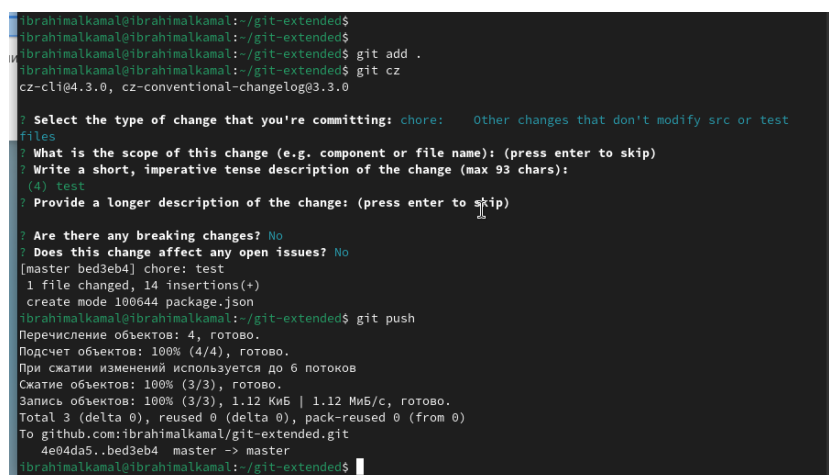 ibrahimalkamal@ibrahimalkamal:~/git-extended$
ibrahimalkamal@ibrahimalkamal:~/git-extended$
ibrahimalkamal@ibrahimalkamal:~/git-extended$ git add .
ibrahimalkamal@ibrahimalkamal:~/git-extended$ git cz
cz-cli@4.3.0, cz-conventional-changelog@3.3.0
? Select the type of change that you're committing: chore:    Other changes that don't modify src or test
files
? What is the scope of this change (e.g. component or file name): (press enter to skip)
? Write a short, imperative tense description of the change (max 93 chars):
(4) test
? Provide a longer description of the change: (press enter to skip)
? Are there any breaking changes? No
? Does this change affect any open issues? No
[master bed3eb4] chore: test
1 file changed, 14 insertions(+)
create mode 100644 package.json
ibrahimalkamal@ibrahimalkamal:~/git-extended$ git push
Перечисление объектов: 4, готово.
Подсчет объектов: 100% (4/4), готово.
При сжатии изменений используется до 6 потоков
Сжатие объектов: 100% (3/3), готово.
Запись объектов: 100% (3/3), 1.12 КиБ | 1.12 МиБ/с, готово.
Total 3 (delta 0), reused 0 (delta 0), pack-reused 0 (from 0)
To github.com:ibrahimalkamal/git-extended.git
4e04da5..bed3eb4  master -> master
ibrahimalkamal@ibrahimalkamal:~/git-extended$